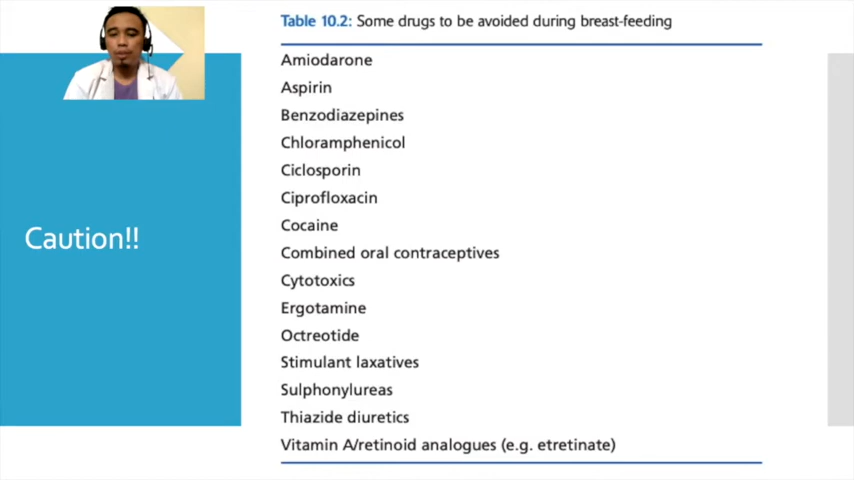 Table 10.2: Some drugs to be avoided during breast-feeding
Amiodarone
Aspirin
Benzodiazepines
Chloramphenicol
Ciclosporin
Ciprofloxacin
Cocaine
Caution!!
Combined oral contraceptives
Cytotoxics
Ergotamine
Octreotide
Stimulant laxatives
Sulphonylureas
Thiazide diuretics
Vitamin A/retinoid analogues (e.g. etretinate)